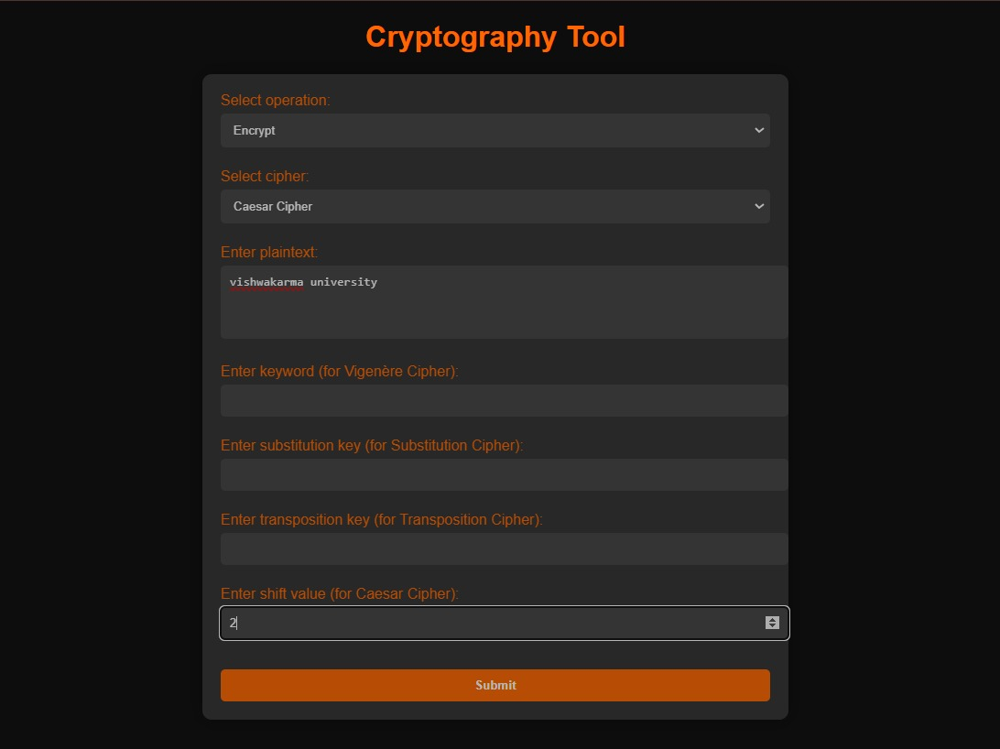 Cryptography Tool
Select operation:
Encrypt
Select cipher:
Caesar Cipher
Enter plaintext:
vishwakarma university
Enter keyword (for Vigenère Cipher):
Enter substitution key (for Substitution Cipher):
Enter transposition key (for Transposition Cipher):
Enter shift value (for Caesar Cipher):
2
Submit